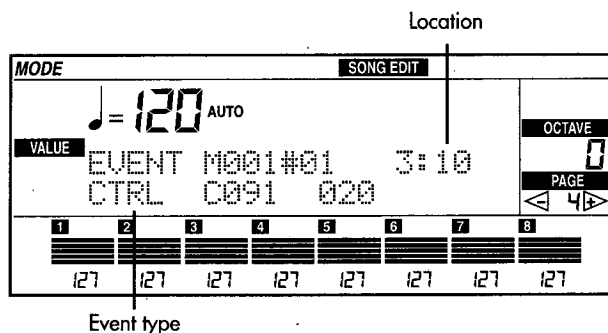 Location
MODE SONG EDIT
♩= 120 AUTO
OCTAVE
VALUE EVENT M001#01 3:10 0
PAGE
CTRL C091 020 - 4 +
1 2 3 4 5 6 7 8
127 127 127 127 127 127 127 127
Event type